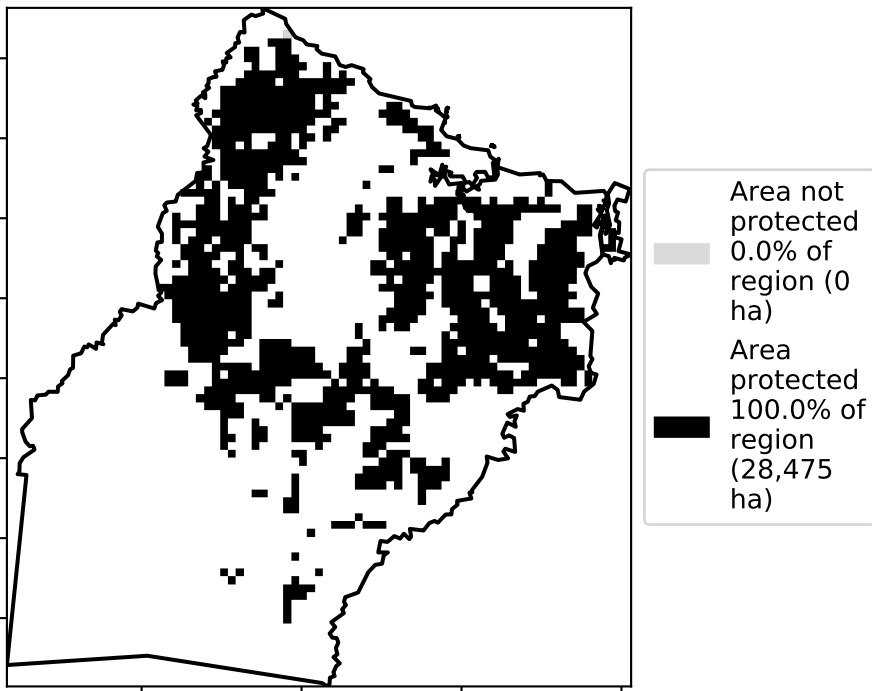 Area not
protected
0.0% of
region (0
ha)
Area
protected
100.0% of
region
(28,475
ha)